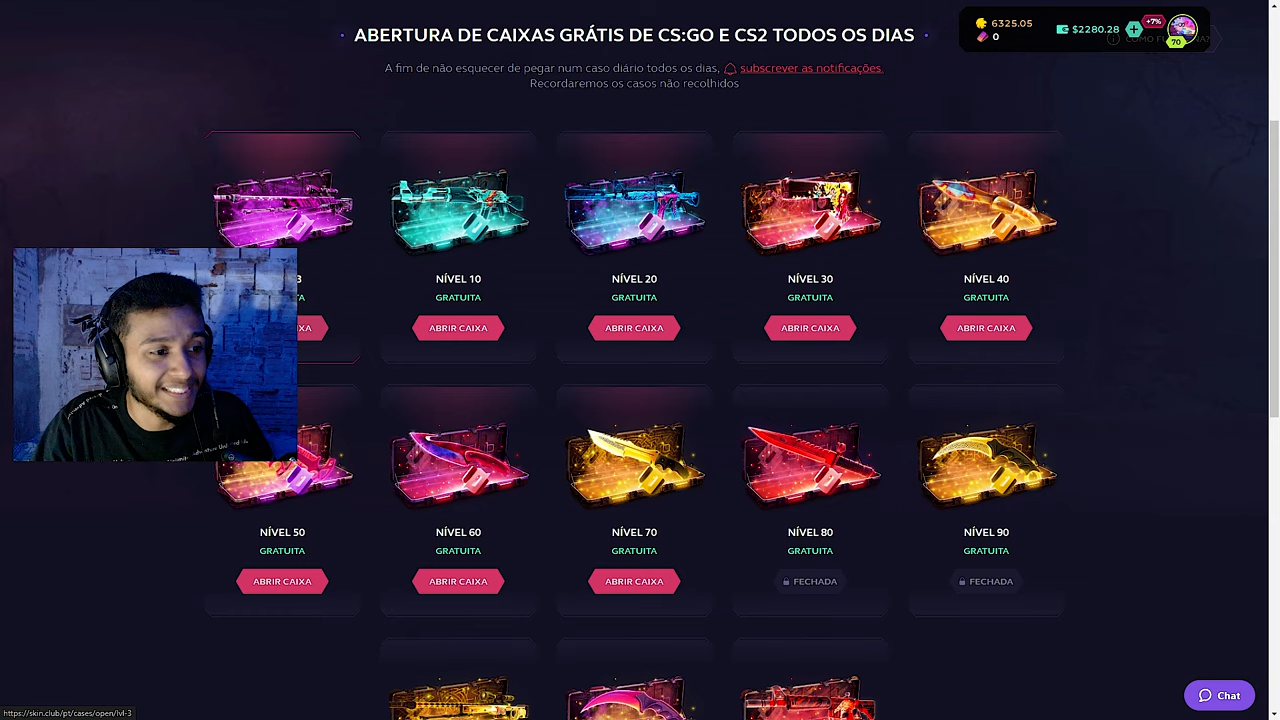 ABERTURA DE CAIXAS GRÁTIS DE CS:GO E CS2 TODOS OS DIAS
6325.05
0
$2280.28
+7%
70
A fim de não esquecer de pegar num caso diário todos os dias, subscrever as notificações.
Recordaremos os casos não recolhidos
3
NÍVEL 10
NÍVEL 20
NÍVEL 30
NÍVEL 40
GRATUITA
GRATUITA
GRATUITA
GRATUITA
ABRIR CAIXA
ABRIR CAIXA
ABRIR CAIXA
ABRIR CAIXA
NÍVEL 50
NÍVEL 60
NÍVEL 70
NÍVEL 80
NÍVEL 90
GRATUITA
GRATUITA
GRATUITA
GRATUITA
GRATUITA
ABRIR CAIXA
ABRIR CAIXA
ABRIR CAIXA
FECHADA
FECHADA
Chat
https://skin.club/pt/cases/open/lvl-3